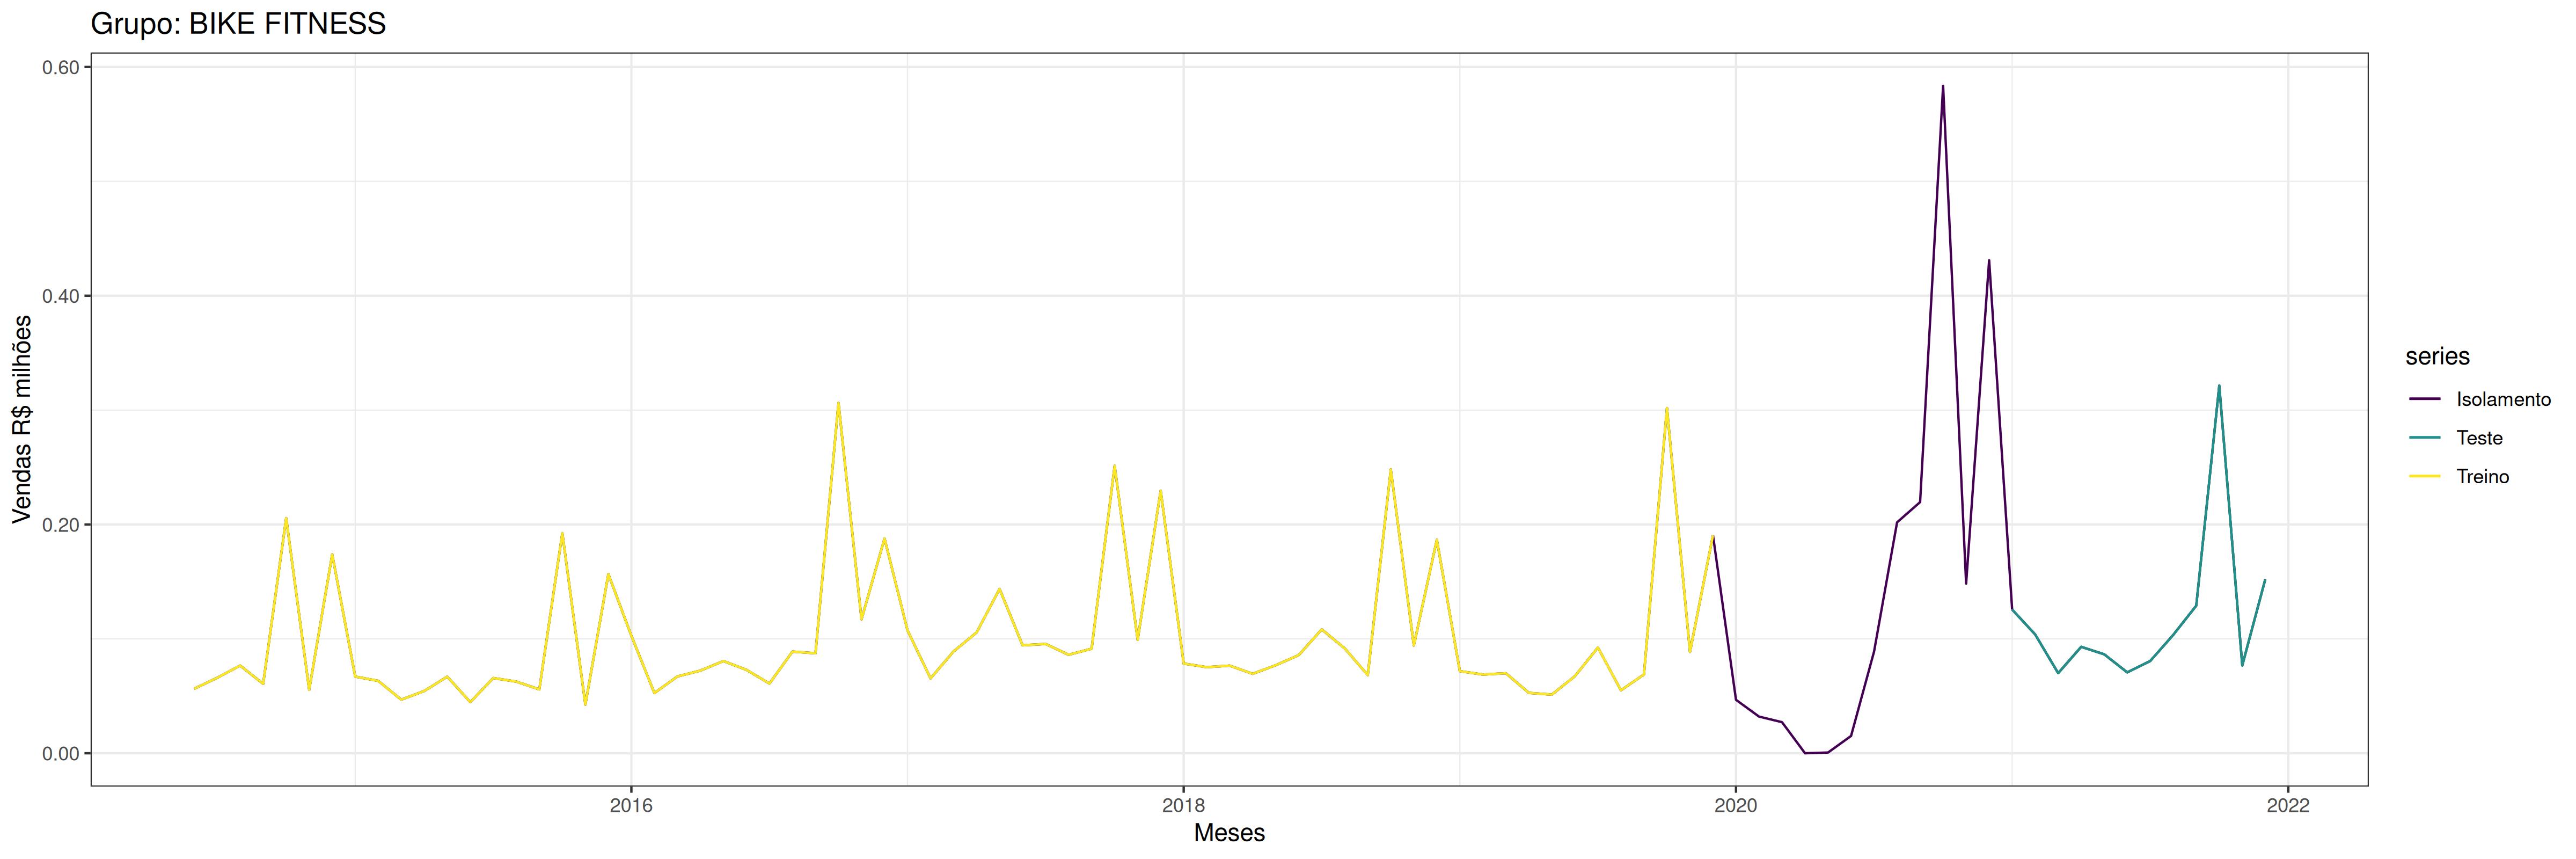 Grupo: BIKE FITNESS
0.60
0.40
0.20
0.00
Vendas R$ milhões
2016
2018
2020
2022
Meses
series
Isolamento
Teste
Treino